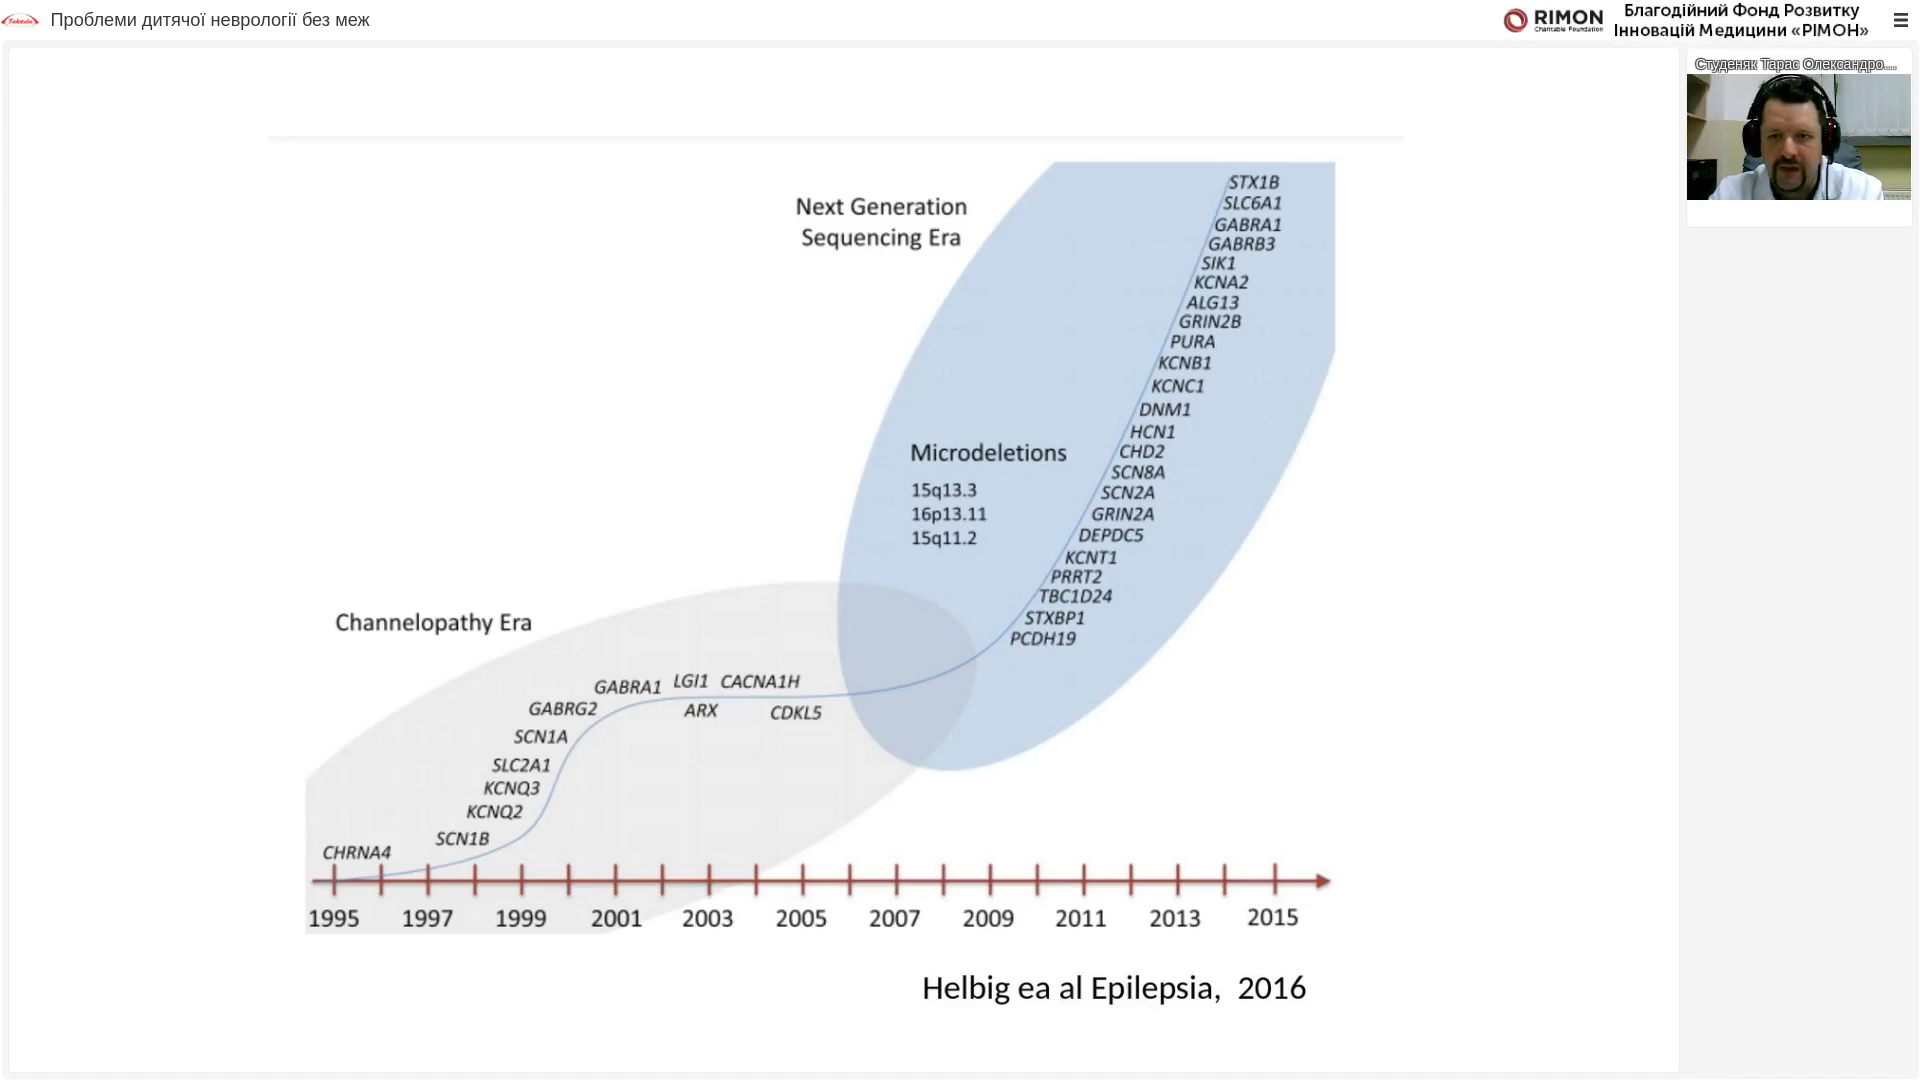 Takeda
Проблеми дитячої неврології без меж
RIMON
Charitable Foundation
Благодійний Фонд Розвитку
Інновацій Медицини «РІМОН»
Студеняк Тарас Олександро...
Next Generation
Sequencing Era
STX1B
SLC6A1
GABRA1
GABRB3
SIK1
KCNA2
ALG13
GRIN2B
PURA
KCNB1
KCNC1
DNM1
HCN1
CHD2
SCN8A
SCN2A
GRIN2A
DEPDC5
KCNT1
PRRT2
TBC1D24
STXBP1
PCDH19
Microdeletions
15q13.3
16p13.11
15q11.2
Channelopathy Era
GABRA1 LGI1 CACNA1H
GABRG2 ARX CDKL5
SCN1A
SLC2A1
KCNQ3
KCNQ2
SCN1B
CHRNA4
1995 1997 1999 2001 2003 2005 2007 2009 2011 2013 2015
Helbig ea al Epilepsia, 2016